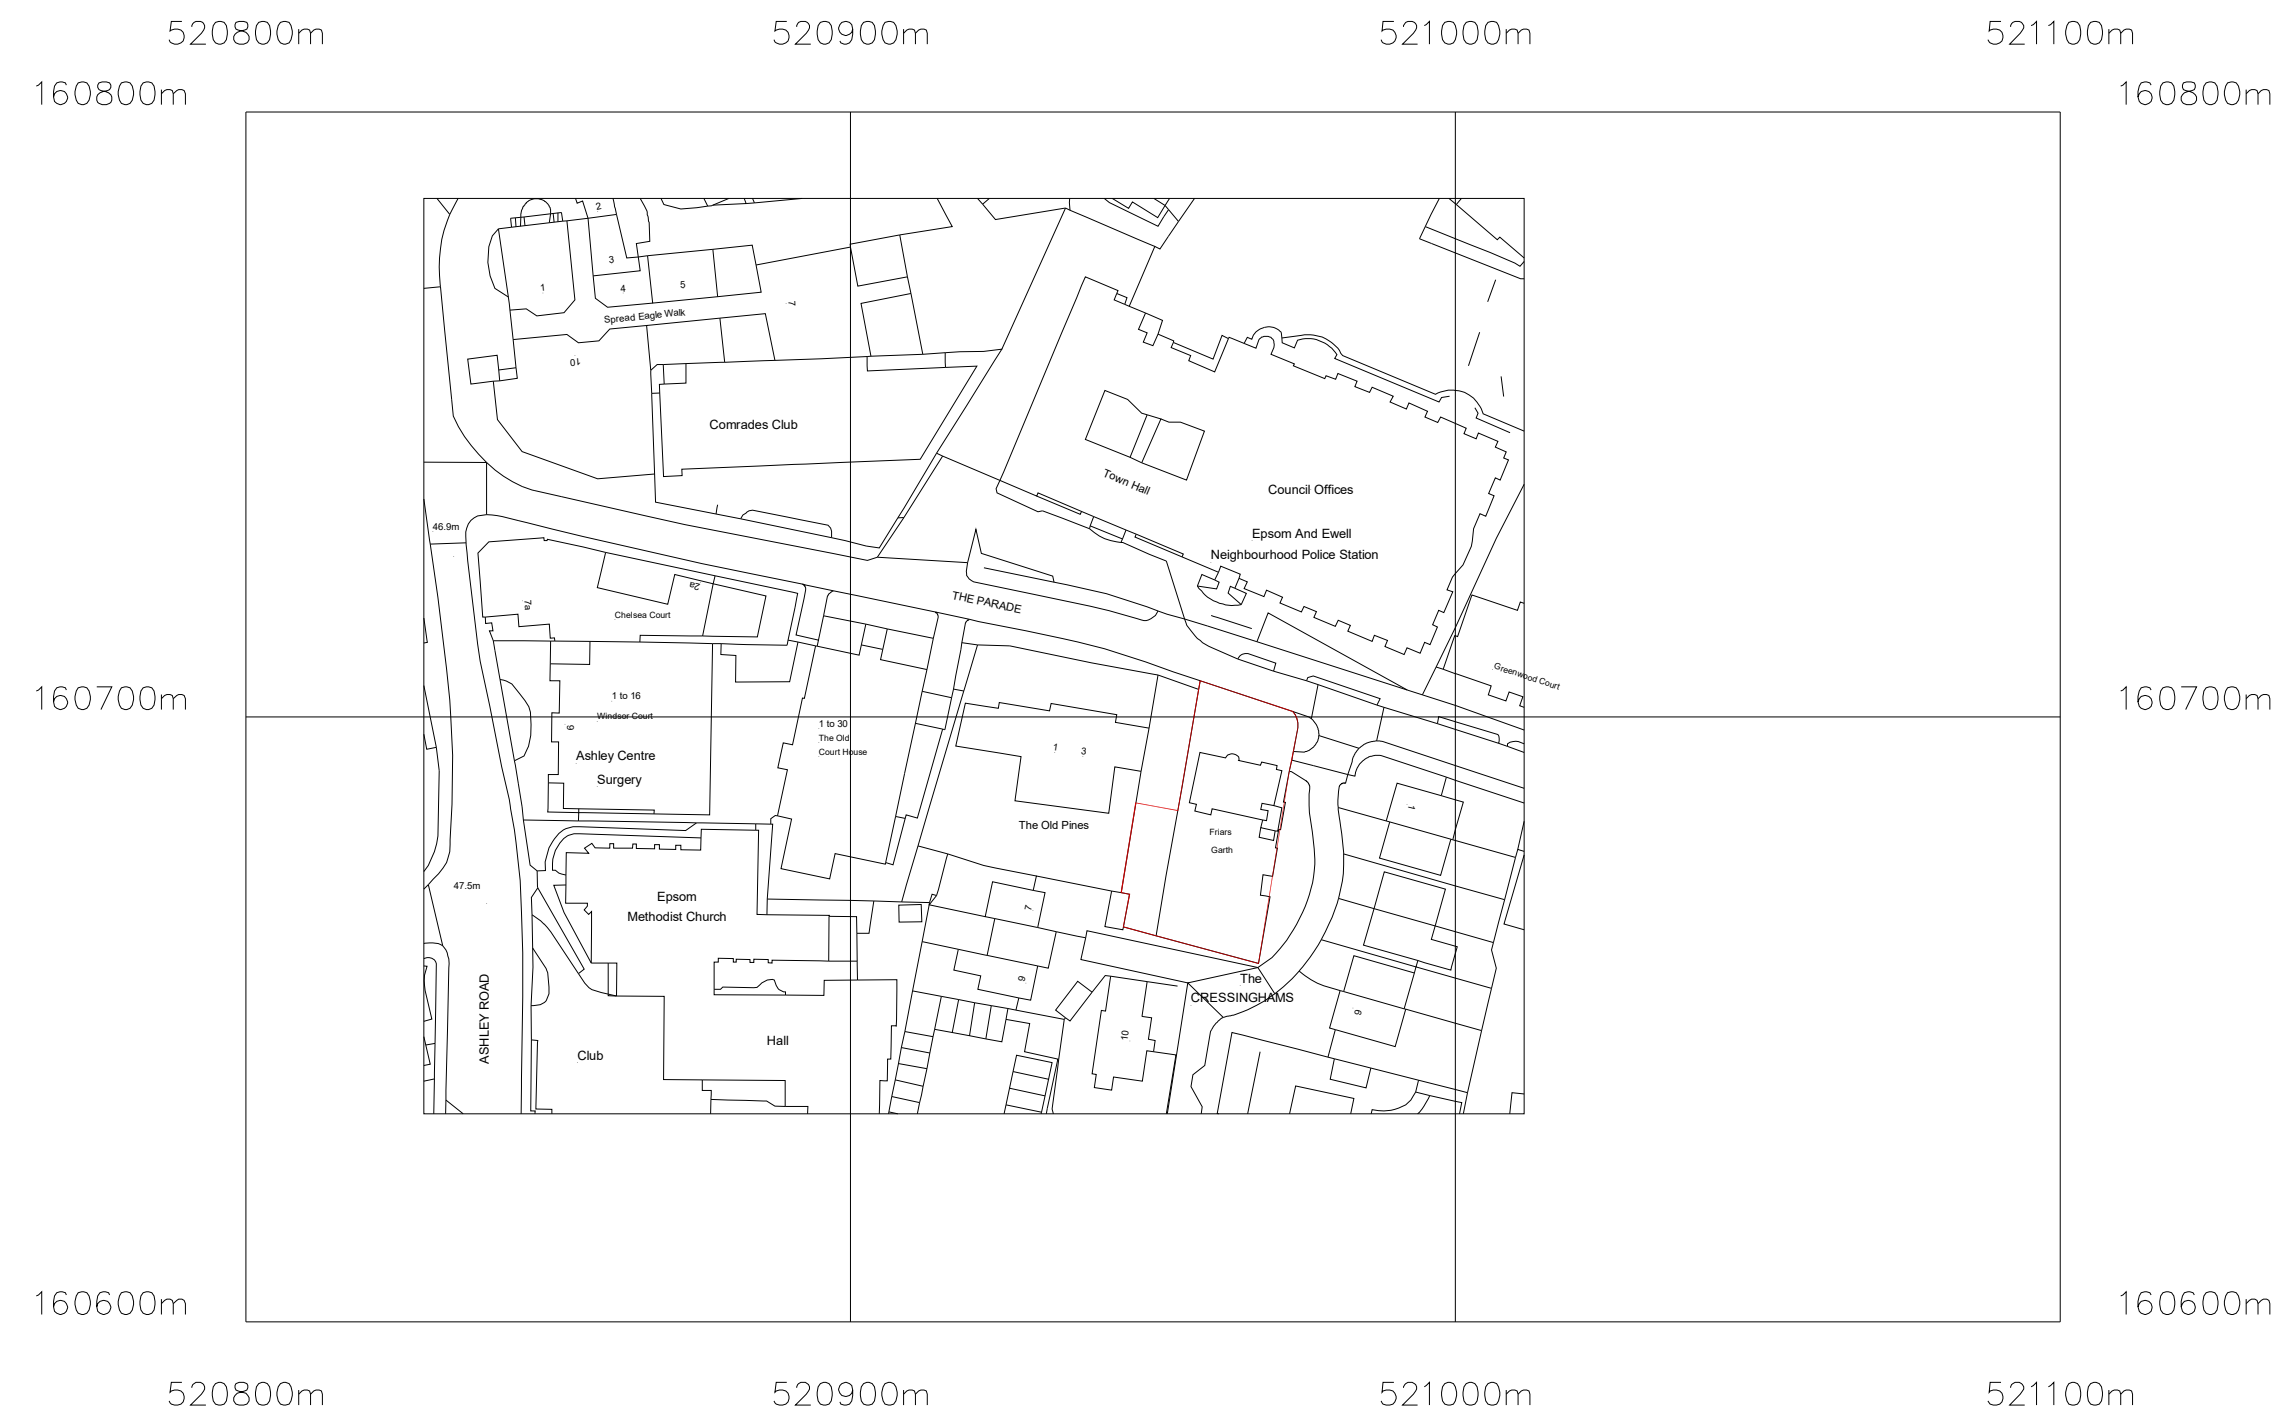 520800m 520900m 521000m 521100m
160800m 160800m
2
3
1
4
5
7
Spread Eagle Walk
10
Comrades Club
Town Hall
Council Offices
46.9m
Epsom And Ewell
Neighbourhood Police Station
2a
7a
Chelsea Court
THE PARADE
Greenwood Court
160700m 160700m
1 to 16
Windsor Court
9
Ashley Centre
Surgery
1 to 30
The Old
Court House
1 3
The Old Pines
Friars
Garth
1
47.5m
Epsom
Methodist Church
7
9
The
CRESSINGHAMS
ASHLEY ROAD
Club
Hall
10
9
160600m 160600m
520800m 520900m 521000m 521100m